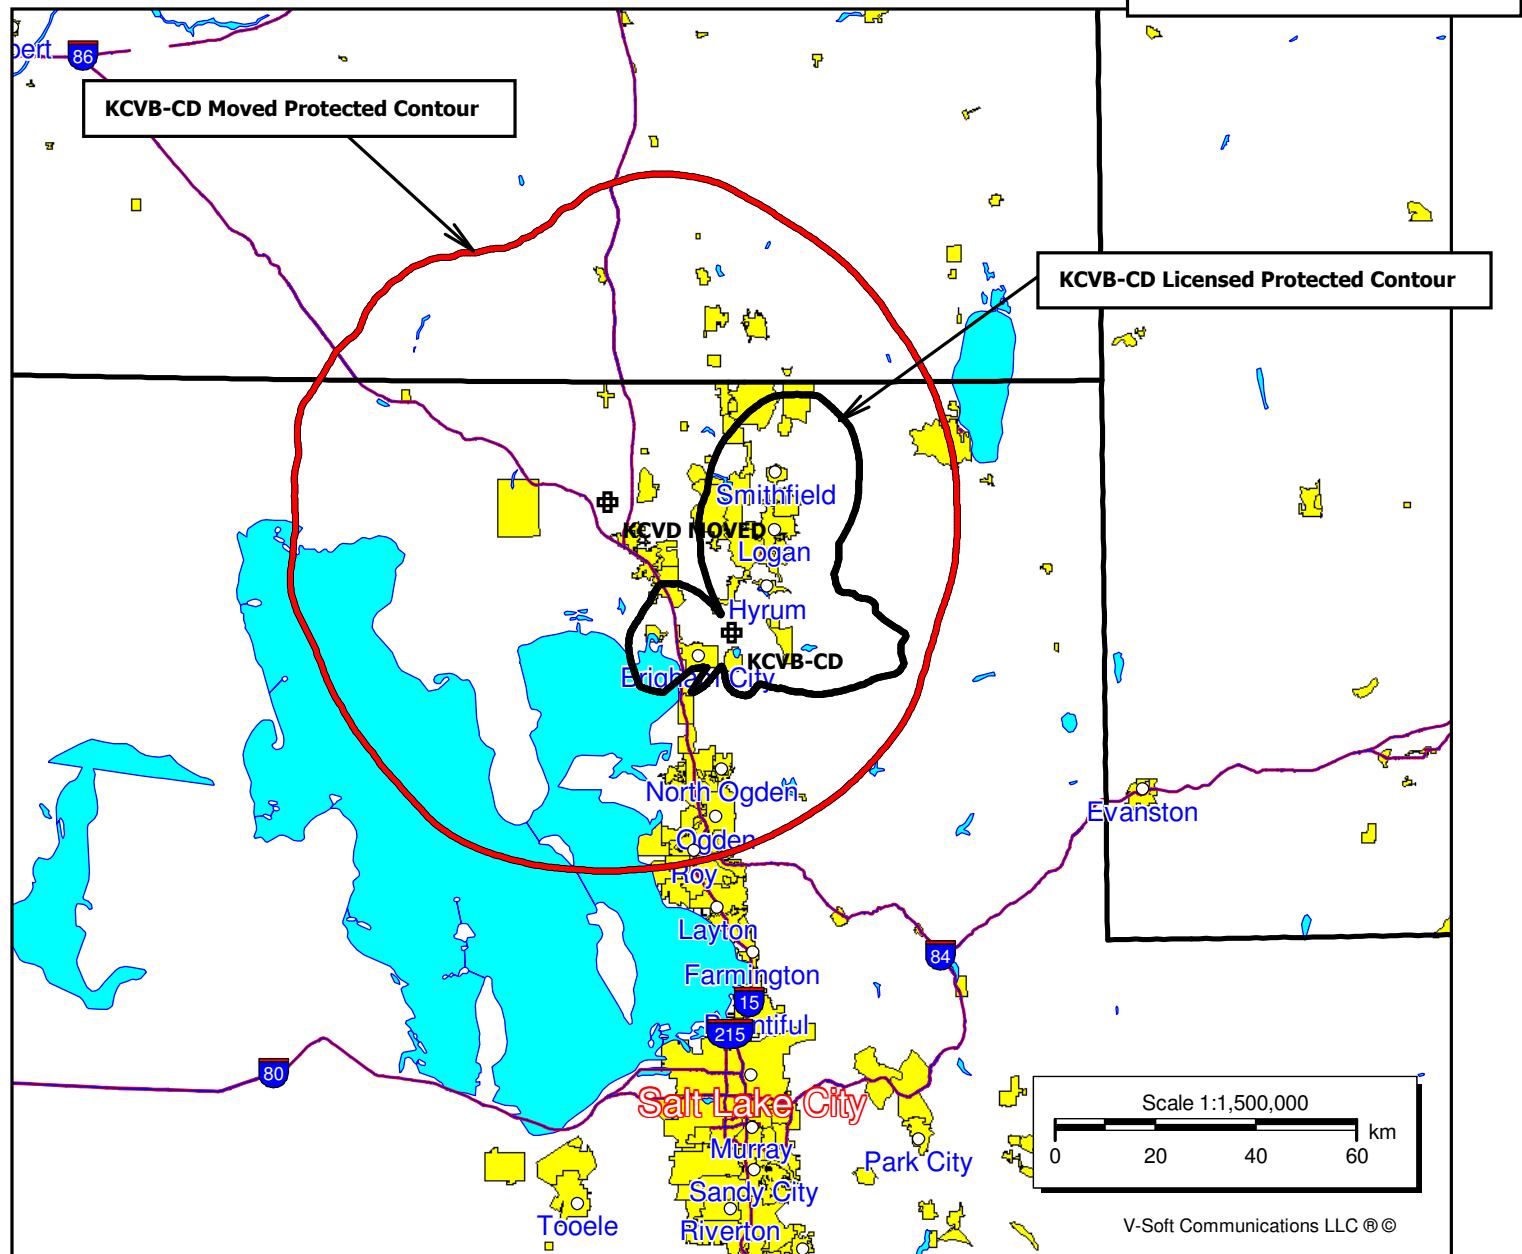 bert
86
KCVB-CD Moved Protected Contour
KCVB-CD Licensed Protected Contour
Smithfield
KCVD MOVED
Logan
Hyrum
KCVB-CD
Brigham City
North Ogden
Evanston
Ogden
Roy
Layton
84
Farmington
15
Bountiful
215
80
Salt Lake City
Murray
Park City
Sandy City
Tooele
Riverton
Scale 1:1,500,000
km
0 20 40 60
V-Soft Communications LLC ® ©